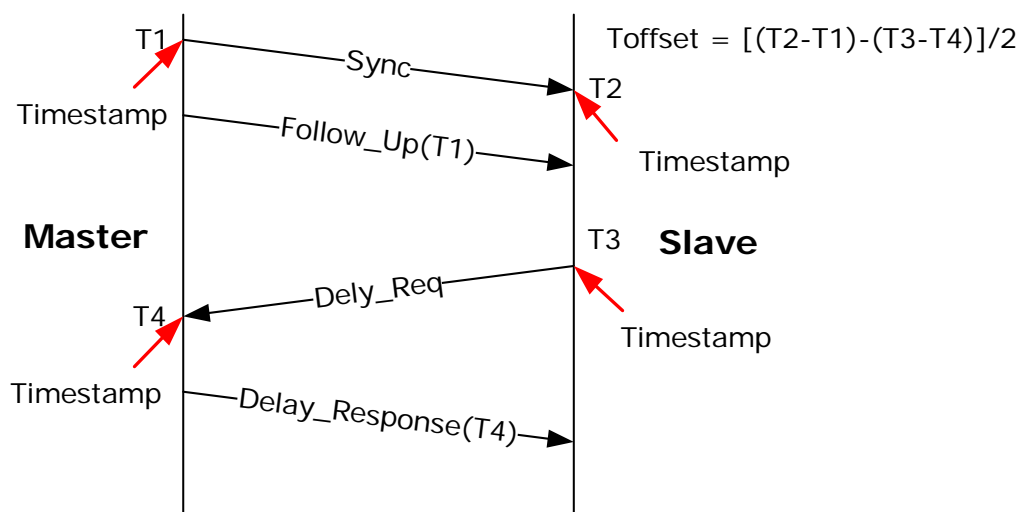 T1
Toffset = [(T2-T1)-(T3-T4)]/2
Sync
T2
Timestamp
Follow_Up(T1)
Timestamp
Master
T3
Slave
Dely_Req
T4
Timestamp
Timestamp
Delay_Response(T4)